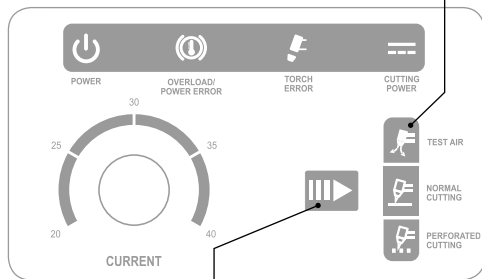 POWER
OVERLOAD/
POWER ERROR
TORCH
ERROR
CUTTING
POWER
30
25
35
20
40
CURRENT
TEST AIR
NORMAL
CUTTING
PERFORATED
CUTTING